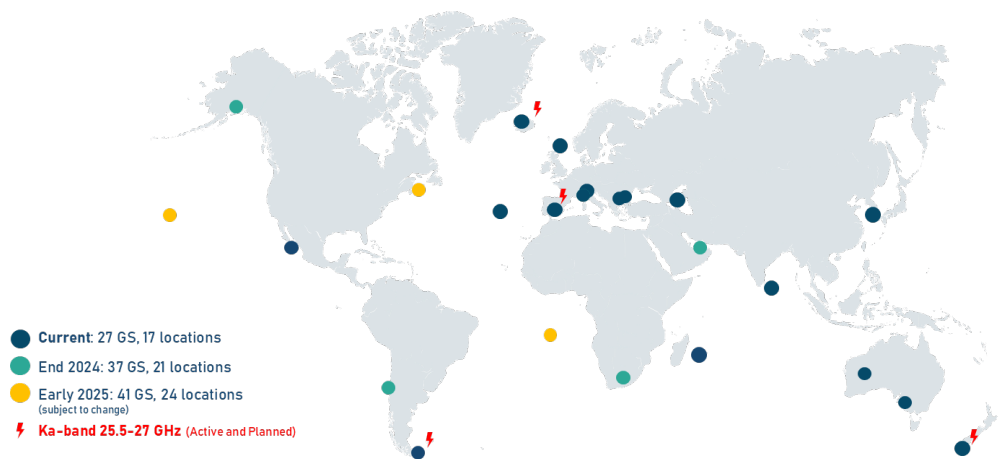 Current: 27 GS, 17 locations
End 2024: 37 GS, 21 locations
Early 2025: 41 GS, 24 locations
(subject to change)
Ka-band 25.5-27 GHz (Active and Planned)